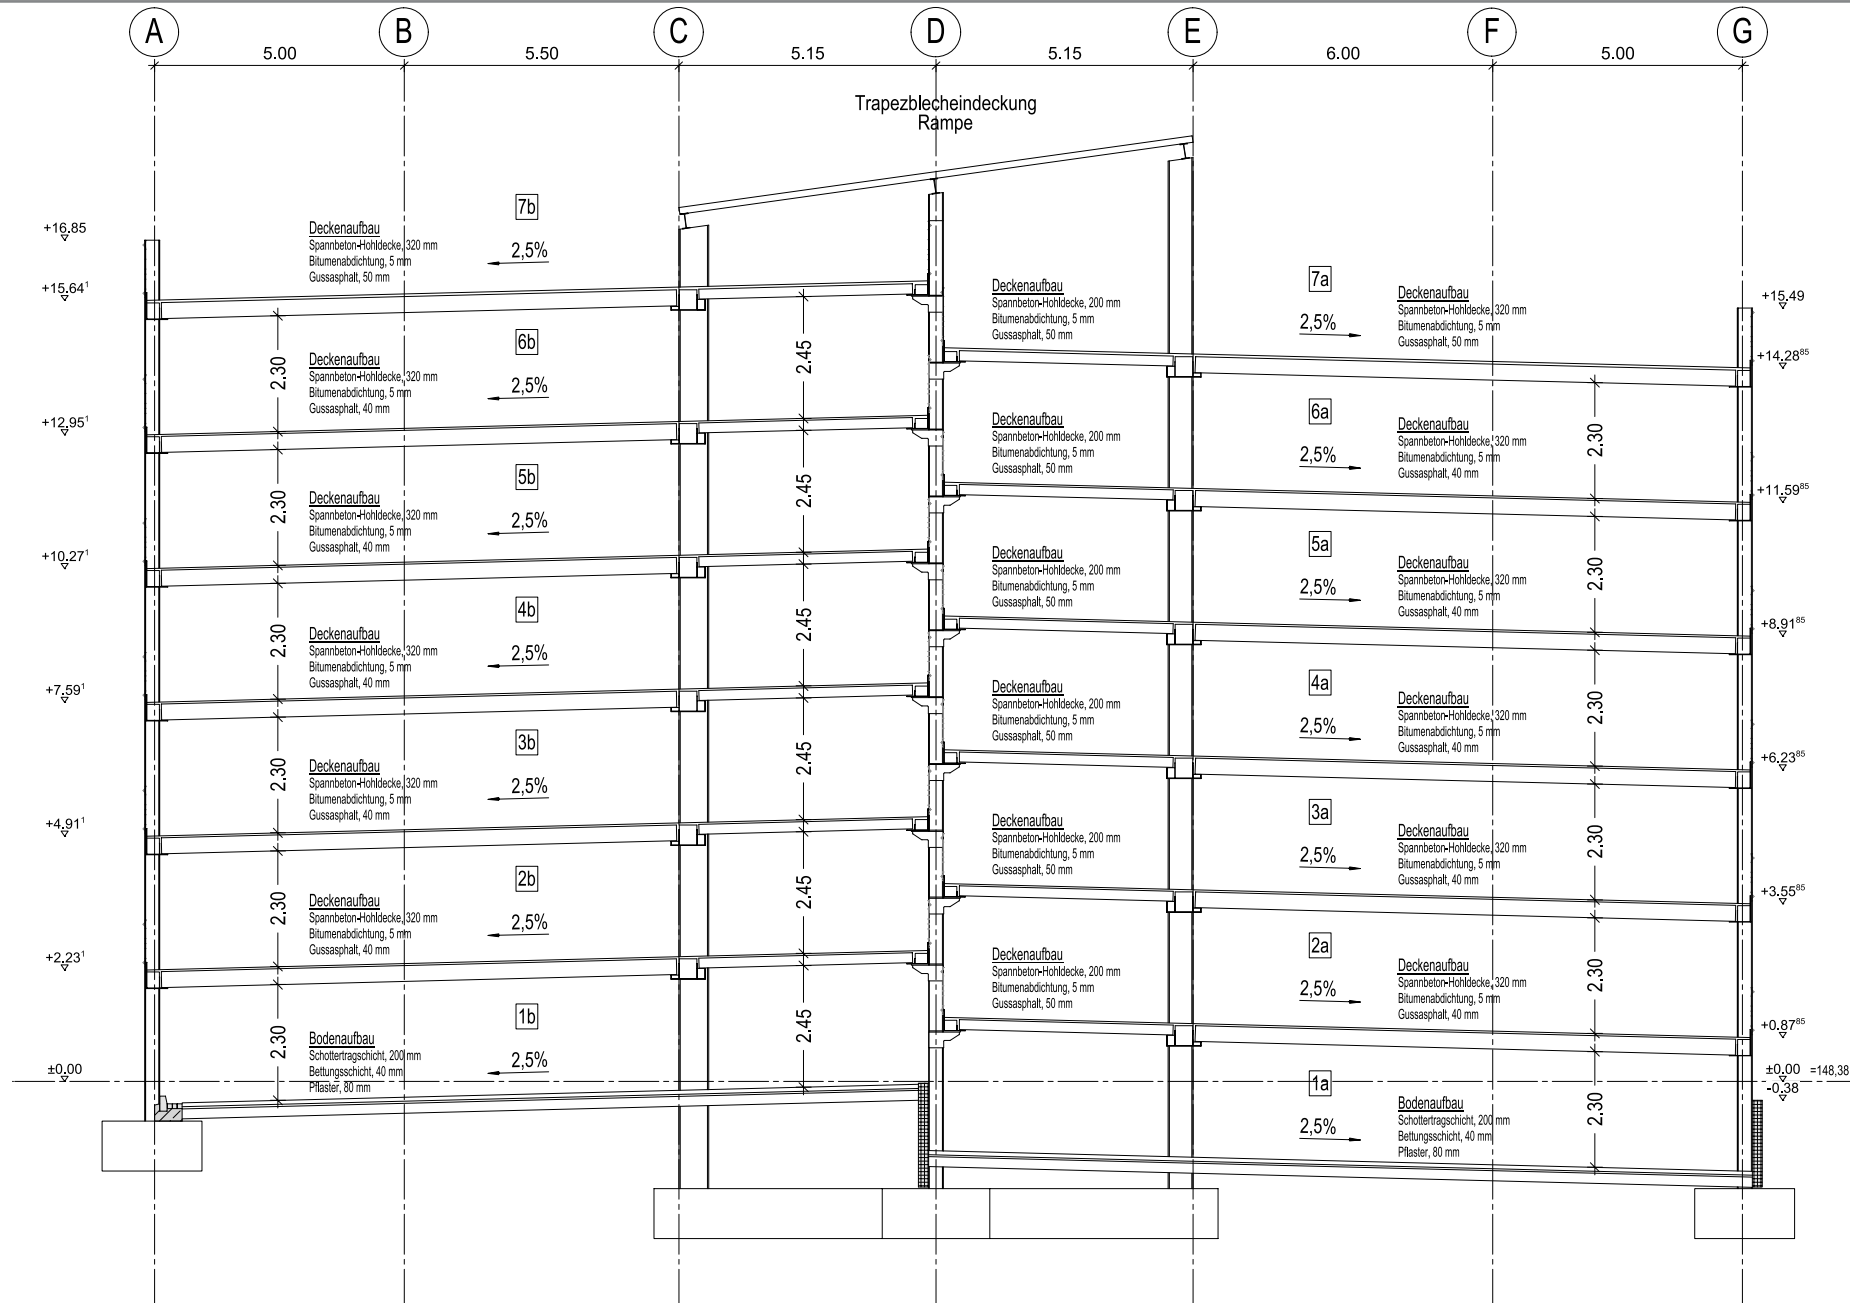 A B C D E F G
5.00 5.50 5.15 5.15 6.00 5.00
Trapezblecheindeckung
Rampe
+16.85
+15.64¹
+12.95¹
+10.27¹
+7.59¹
+4.91¹
+2.23¹
±0.00
7b
2,5%
Deckenaufbau
Spannbeton-Hohldecke, 320 mm
Bitumenabdichtung, 5 mm
Gussasphalt, 50 mm
6b
2,5%
Deckenaufbau
Spannbeton-Hohldecke, 320 mm
Bitumenabdichtung, 5 mm
Gussasphalt, 40 mm
2.30
2.45
5b
2,5%
Deckenaufbau
Spannbeton-Hohldecke, 320 mm
Bitumenabdichtung, 5 mm
Gussasphalt, 40 mm
2.30
2.45
4b
2,5%
Deckenaufbau
Spannbeton-Hohldecke, 320 mm
Bitumenabdichtung, 5 mm
Gussasphalt, 40 mm
2.30
2.45
3b
2,5%
Deckenaufbau
Spannbeton-Hohldecke, 320 mm
Bitumenabdichtung, 5 mm
Gussasphalt, 40 mm
2.30
2.45
2b
2,5%
Deckenaufbau
Spannbeton-Hohldecke, 320 mm
Bitumenabdichtung, 5 mm
Gussasphalt, 40 mm
2.30
2.45
1b
2,5%
Bodenaufbau
Schottertragschicht, 200 mm
Bettungsschicht, 40 mm
Pflaster, 80 mm
2.30
2.45
Deckenaufbau
Spannbeton-Hohldecke, 200 mm
Bitumenabdichtung, 5 mm
Gussasphalt, 50 mm
Deckenaufbau
Spannbeton-Hohldecke, 200 mm
Bitumenabdichtung, 5 mm
Gussasphalt, 50 mm
Deckenaufbau
Spannbeton-Hohldecke, 200 mm
Bitumenabdichtung, 5 mm
Gussasphalt, 50 mm
Deckenaufbau
Spannbeton-Hohldecke, 200 mm
Bitumenabdichtung, 5 mm
Gussasphalt, 50 mm
Deckenaufbau
Spannbeton-Hohldecke, 200 mm
Bitumenabdichtung, 5 mm
Gussasphalt, 50 mm
Deckenaufbau
Spannbeton-Hohldecke, 200 mm
Bitumenabdichtung, 5 mm
Gussasphalt, 50 mm
7a
2,5%
Deckenaufbau
Spannbeton-Hohldecke, 320 mm
Bitumenabdichtung, 5 mm
Gussasphalt, 50 mm
6a
2,5%
Deckenaufbau
Spannbeton-Hohldecke, 320 mm
Bitumenabdichtung, 5 mm
Gussasphalt, 40 mm
2.30
5a
2,5%
Deckenaufbau
Spannbeton-Hohldecke, 320 mm
Bitumenabdichtung, 5 mm
Gussasphalt, 40 mm
2.30
4a
2,5%
Deckenaufbau
Spannbeton-Hohldecke, 320 mm
Bitumenabdichtung, 5 mm
Gussasphalt, 40 mm
2.30
3a
2,5%
Deckenaufbau
Spannbeton-Hohldecke, 320 mm
Bitumenabdichtung, 5 mm
Gussasphalt, 40 mm
2.30
2a
2,5%
Deckenaufbau
Spannbeton-Hohldecke, 320 mm
Bitumenabdichtung, 5 mm
Gussasphalt, 40 mm
2.30
1a
2,5%
Bodenaufbau
Schottertragschicht, 200 mm
Bettungsschicht, 40 mm
Pflaster, 80 mm
2.30
+15.49
+14.28⁸⁵
+11.59⁸⁵
+8.91⁸⁵
+6.23⁸⁵
+3.55⁸⁵
+0.87⁸⁵
±0.00 =148,38
-0.38